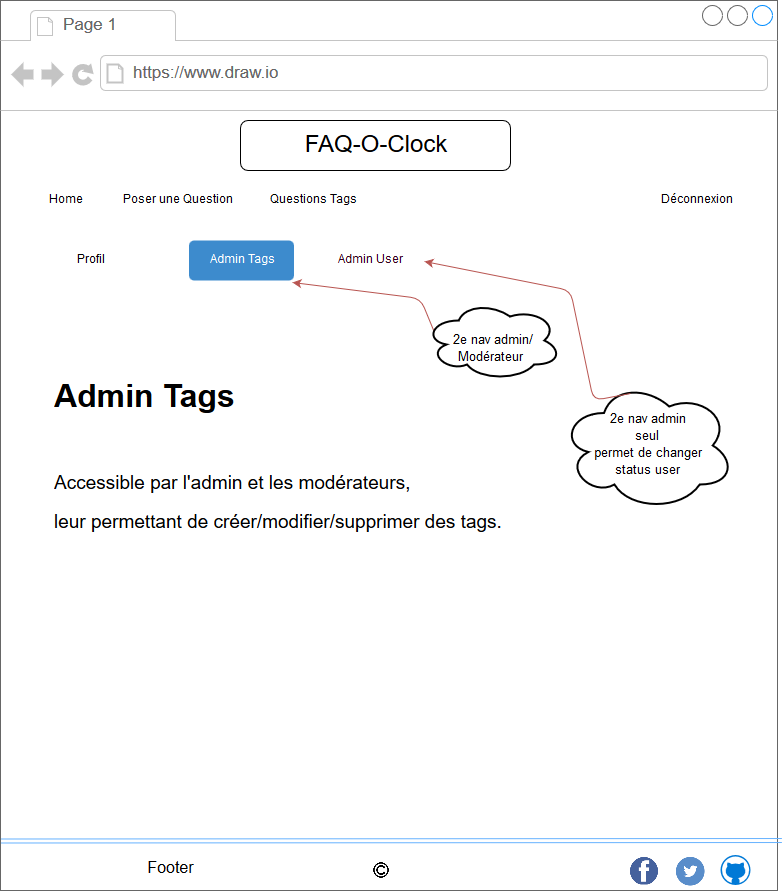 Page 1
https://www.draw.io
FAQ-O-Clock
Home
Poser une Question
Questions Tags
Déconnexion
Profil
Admin Tags
Admin User
2e nav admin/
Modérateur
2e nav admin
seul
permet de changer
status user
Admin Tags
Accessible par l'admin et les modérateurs,
leur permettant de créer/modifier/supprimer des tags.
Footer
©